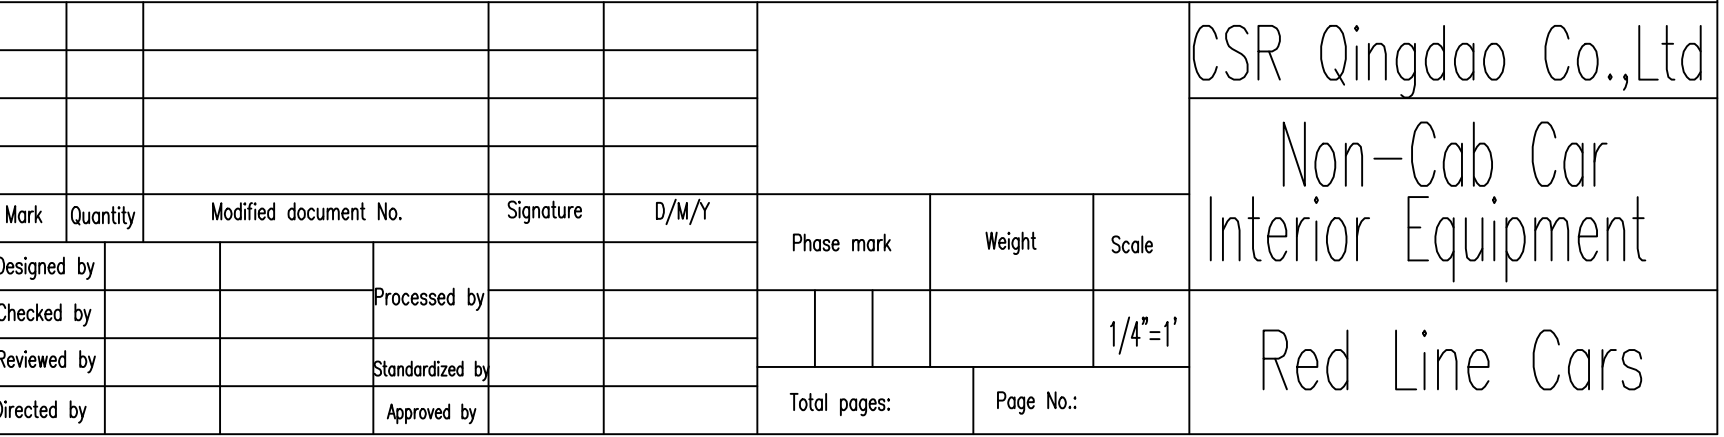 CSR Qingdao Co.,Ltd
Non-Cab Car
Interior Equipment
Mark Quantity Modified document No. Signature D/M/Y
Phase mark Weight Scale
Designed by
Processed by
Checked by
1/4"=1'
Red Line Cars
Reviewed by
Standardized by
Directed by
Approved by
Total pages: Page No.: